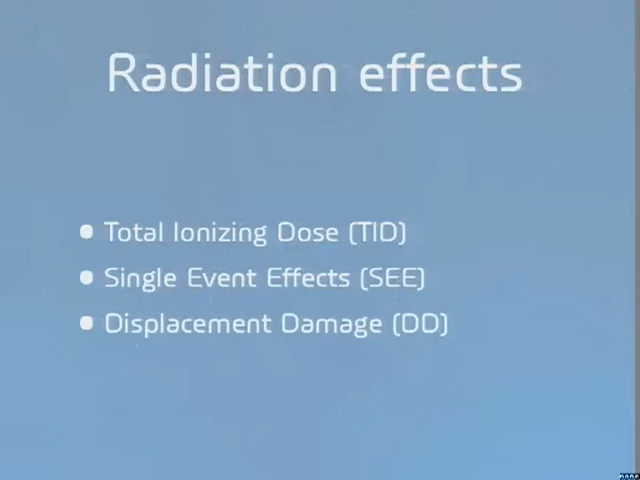 Radiation effects
• Total Ionizing Dose (TID)
• Single Event Effects (SEE)
• Displacement Damage (DD)